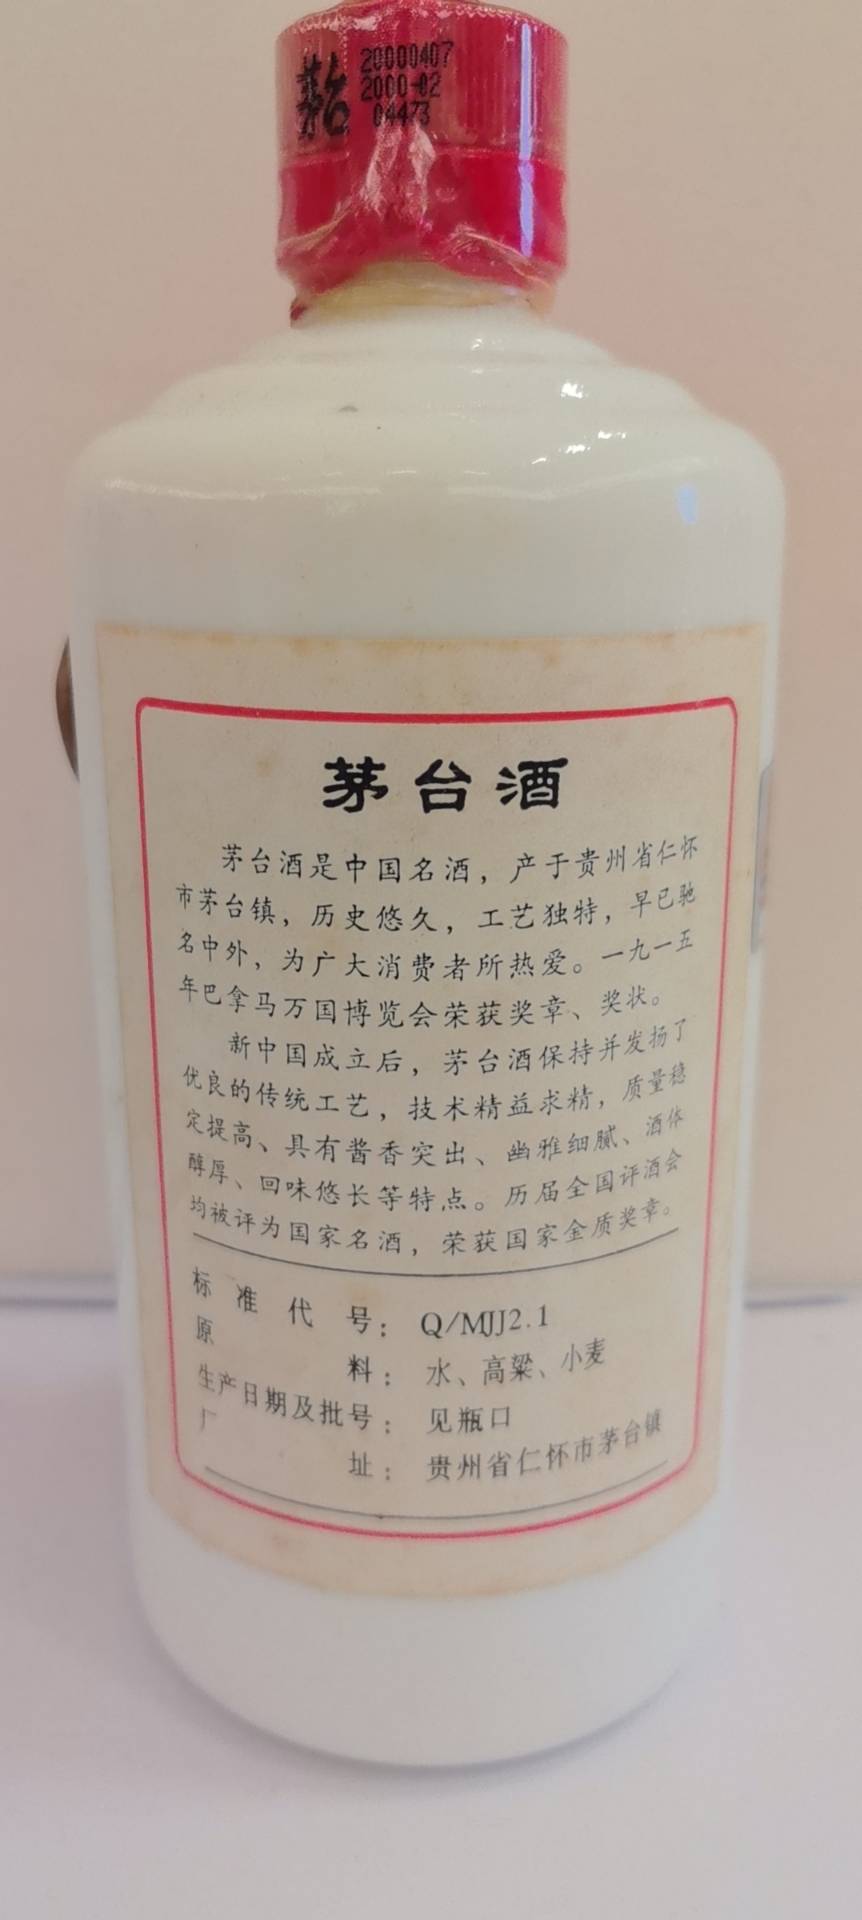 茅台
20000407
2000-02
04473
茅台酒
茅台酒是中国名酒，产于贵州省仁怀
市茅台镇，历史悠久，工艺独特，早已驰
名中外，为广大消费者所热爱。一九一五
年巴拿马万国博览会荣获奖章、奖状。
新中国成立后，茅台酒保持并发扬了
优良的传统工艺，技术精益求精，质量稳
定提高、具有酱香突出、幽雅细腻、酒体
醇厚、回味悠长等特点。历届全国评酒会
均被评为国家名酒，荣获国家金质奖章。
标准代号：Q/MJJ2.1
原料：水、高粱、小麦
生产日期及批号：见瓶口
厂址：贵州省仁怀市茅台镇